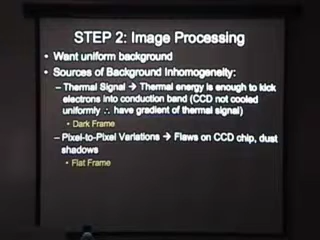 STEP 2: Image Processing
• Want uniform background
• Sources of Background Inhomogeneity:
– Thermal Signal → Thermal energy is enough to kick
electrons into conduction band (CCD not cooled
uniformly ∴ have gradient of thermal signal)
• Dark Frame
– Pixel-to-Pixel Variations → Flaws on CCD chip, dust
shadows
• Flat Frame